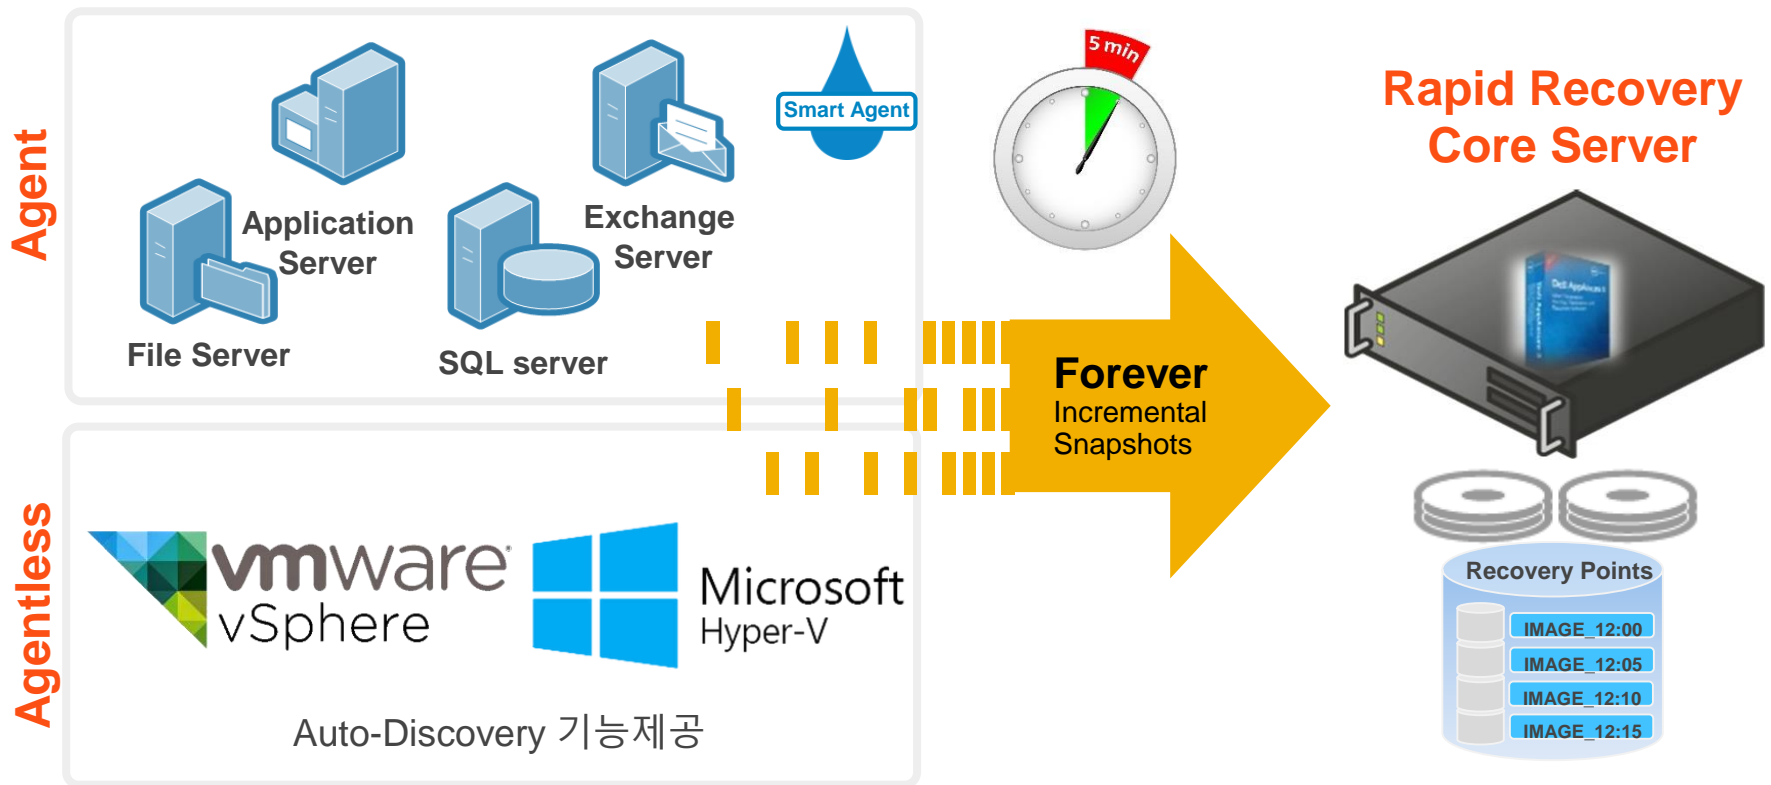 Agent
Smart Agent
Application
Server
Exchange
Server
File Server
SQL server
5 min
Forever
Incremental
Snapshots
Rapid Recovery
Core Server
Agentless
vmware
vSphere
Microsoft
Hyper-V
Auto-Discovery 기능제공
Recovery Points
IMAGE_12:00
IMAGE_12:05
IMAGE_12:10
IMAGE_12:15